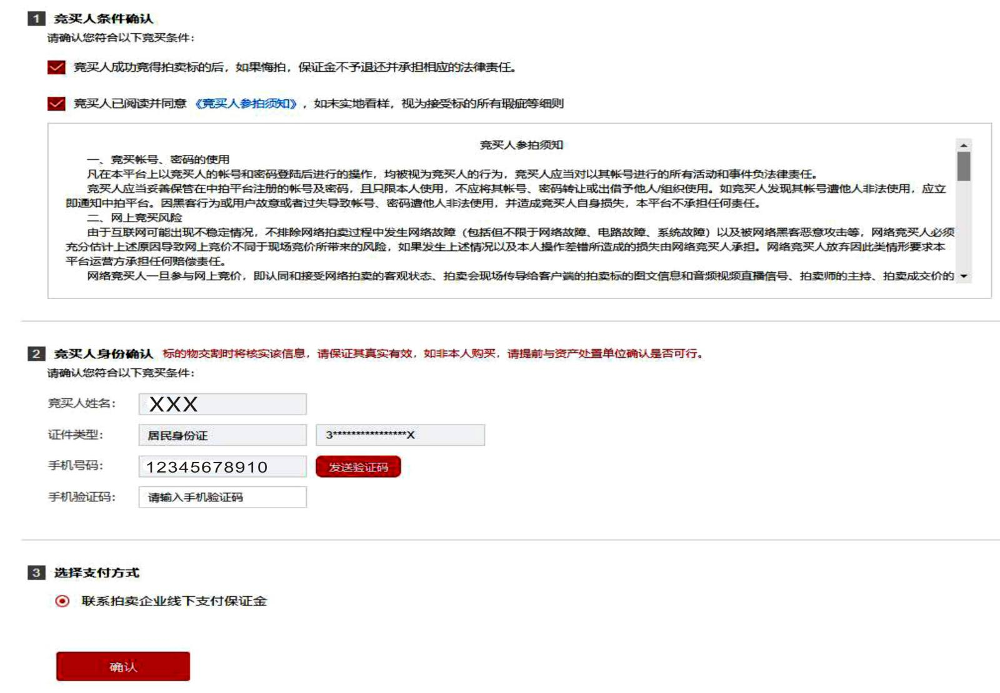 1 竞买人条件确认
请确认您符合以下竞买条件：
竞买人成功竞得拍卖标的后，如果悔拍，保证金不予退还并承担相应的法律责任。
竞买人已阅读并同意 《竞买人参拍须知》，如未实地看样，视为接受标的所有瑕疵等细则
竞买人参拍须知
一、竞买帐号、密码的使用
凡在本平台上以竞买人的帐号和密码登陆后进行的操作，均被视为竞买人的行为，竞买人应当对以其帐号进行的所有活动和事件负法律责任。
竞买人应当妥善保管在中拍平台注册的帐号及密码，且只限本人使用，不应将其帐号、密码转让或出借予他人/组织使用。如竞买人发现其帐号遭他人非法使用，应立
即通知中拍平台。因黑客行为或用户故意或者过失导致帐号、密码遭他人非法使用，并造成竞买人自身损失，本平台不承担任何责任。
二、网上竞买风险
由于互联网可能出现不稳定情况，不排除网络拍卖过程中发生网络故障（包括但不限于网络故障、电路故障、系统故障）以及被网络黑客恶意攻击等，网络竞买人必须
充分估计上述原因导致网上竞价不同于现场竞价所带来的风险，如果发生上述情况以及本人操作差错所造成的损失由网络竞买人承担。网络竞买人放弃因此类情形要求本
平台运营方承担任何赔偿责任。
网络竞买人一旦参与网上竞价，即认同和接受网络拍卖的客观状态、拍卖会现场传导给客户端的拍卖标的图文信息和音频视频直播信号、拍卖师的主持、拍卖成交价的
2 竞买人身份确认 标的物交割时将核实该信息，请保证其真实有效，如非本人购买，请提前与资产处置单位确认是否可行。
请确认您符合以下竞买条件：
竞买人姓名： XXX
证件类型： 居民身份证 3****************X
手机号码： 12345678910 发送验证码
手机验证码： 请输入手机验证码
3 选择支付方式
联系拍卖企业线下支付保证金
确认